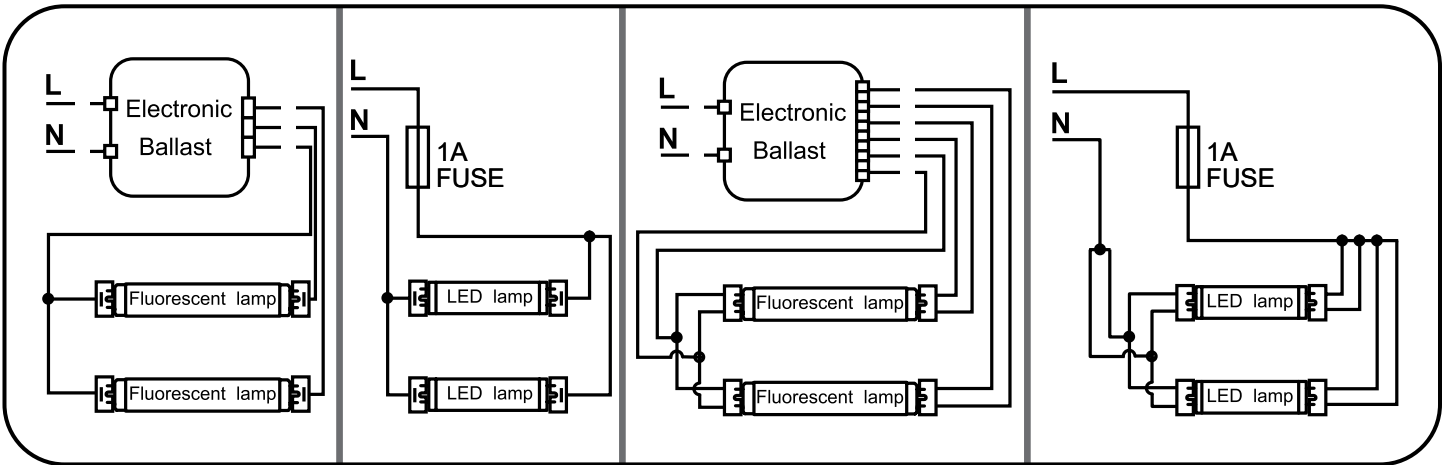 L
N
Electronic
Ballast
Fluorescent lamp
Fluorescent lamp
L
N
1A
FUSE
LED lamp
LED lamp
L
N
Electronic
Ballast
Fluorescent lamp
Fluorescent lamp
L
N
1A
FUSE
LED lamp
LED lamp